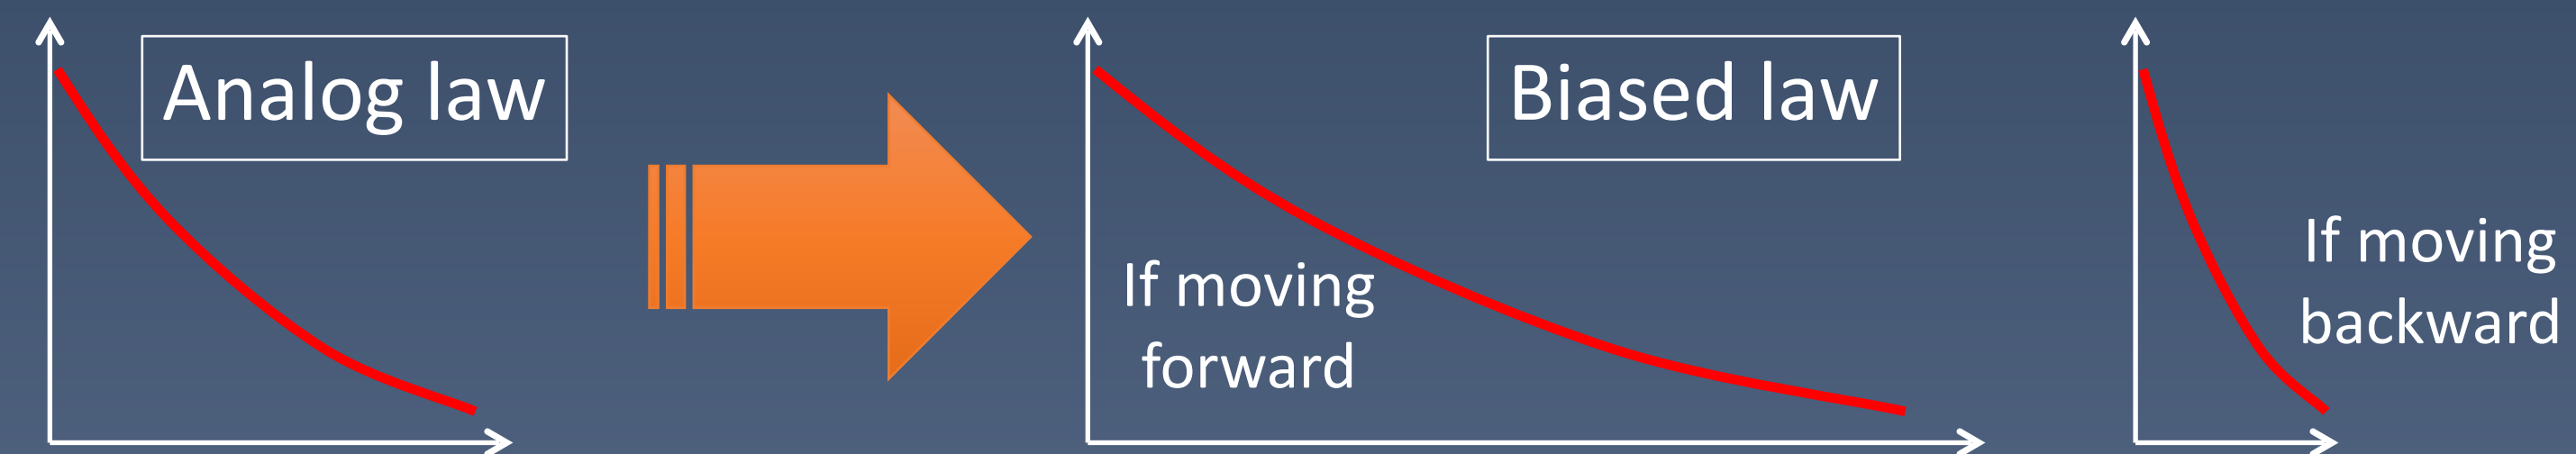 Analog law
Biased law
If moving
forward
If moving
backward